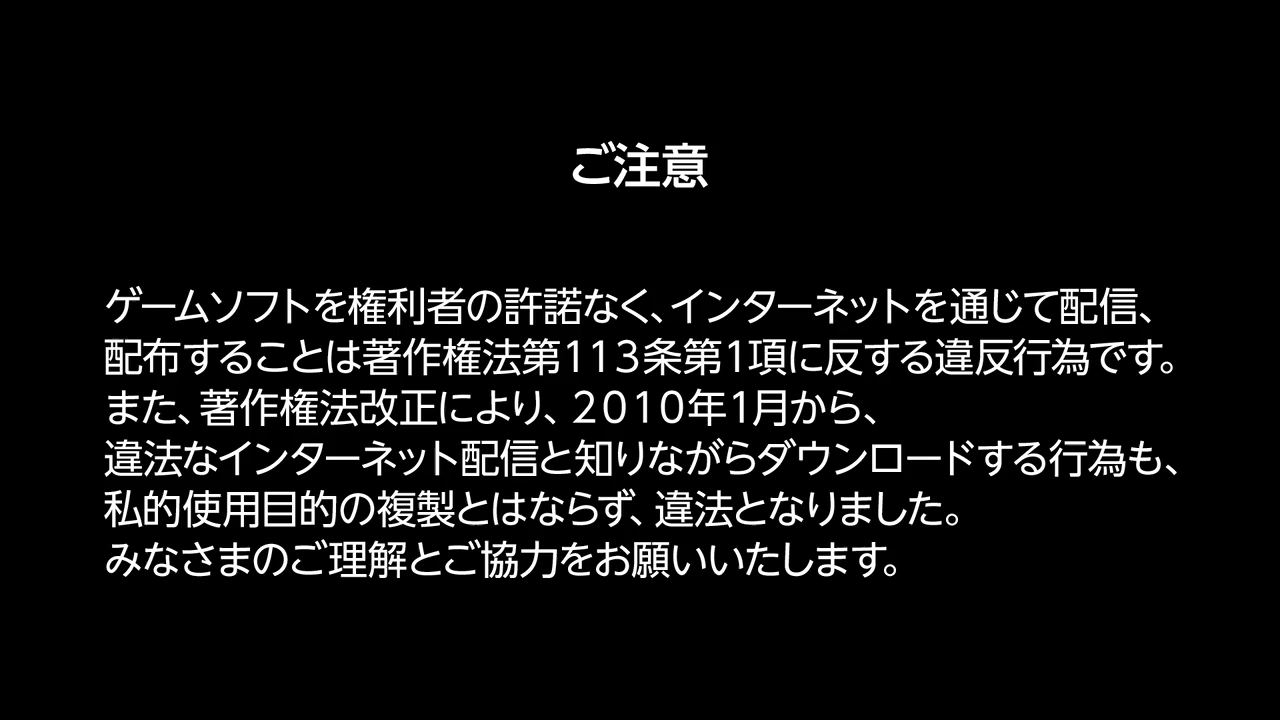 ご注意
ゲームソフトを権利者の許諾なく、インターネットを通じて配信、
配布することは著作権法第113条第1項に反する違反行為です。
また、著作権法改正により、2010年1月から、
違法なインターネット配信と知りながらダウンロードする行為も、
私的使用目的の複製とはならず、違法となりました。
みなさまのご理解とご協力をお願いいたします。